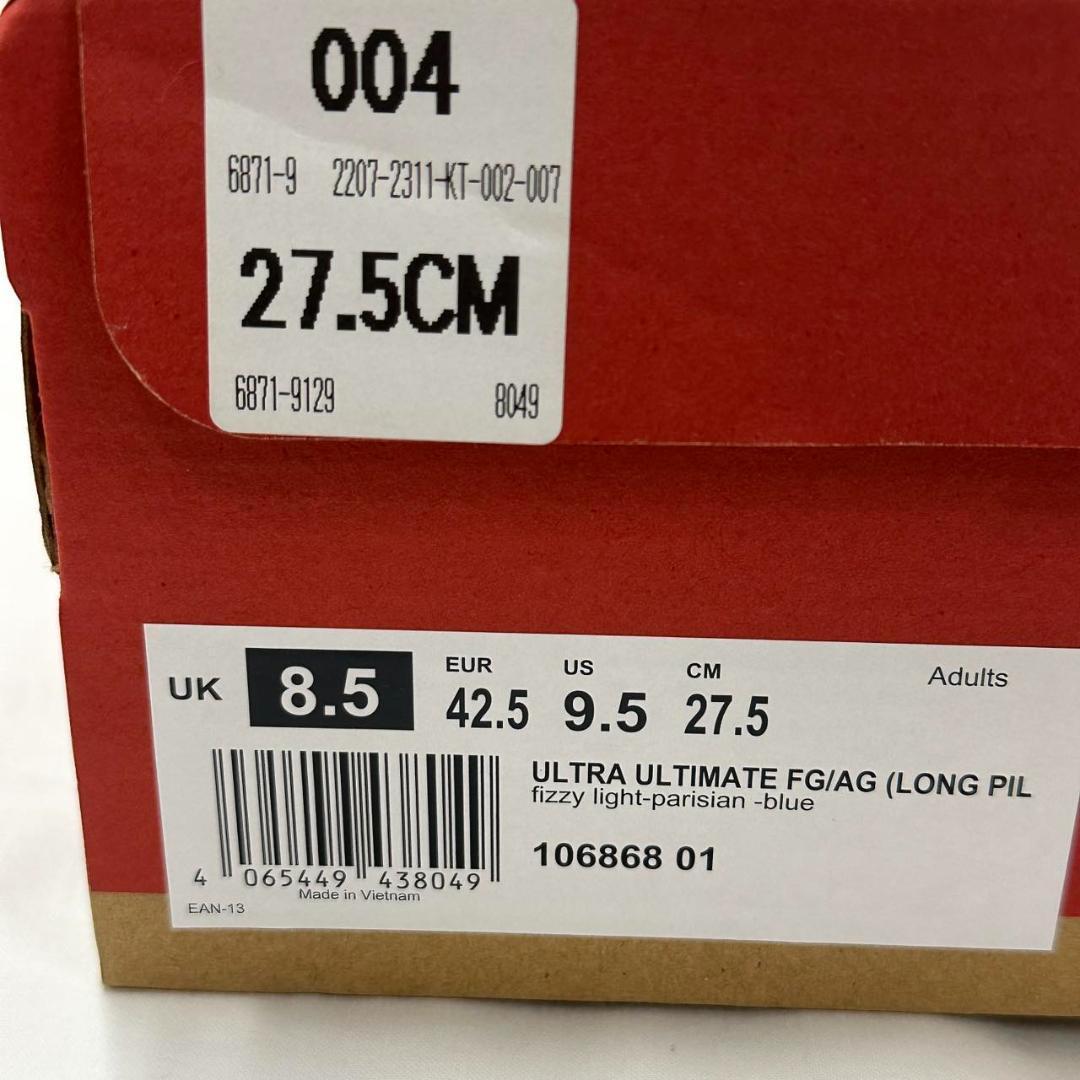 004
6871-9 2207-2311-KT-002-007
27.5CM
6871-9129 8049
UK 8.5 EUR 42.5 US 9.5 CM 27.5 Adults
ULTRA ULTIMATE FG/AG (LONG PIL
fizzy light-parisian -blue
106868 01
4 065449 438049
Made in Vietnam
EAN-13